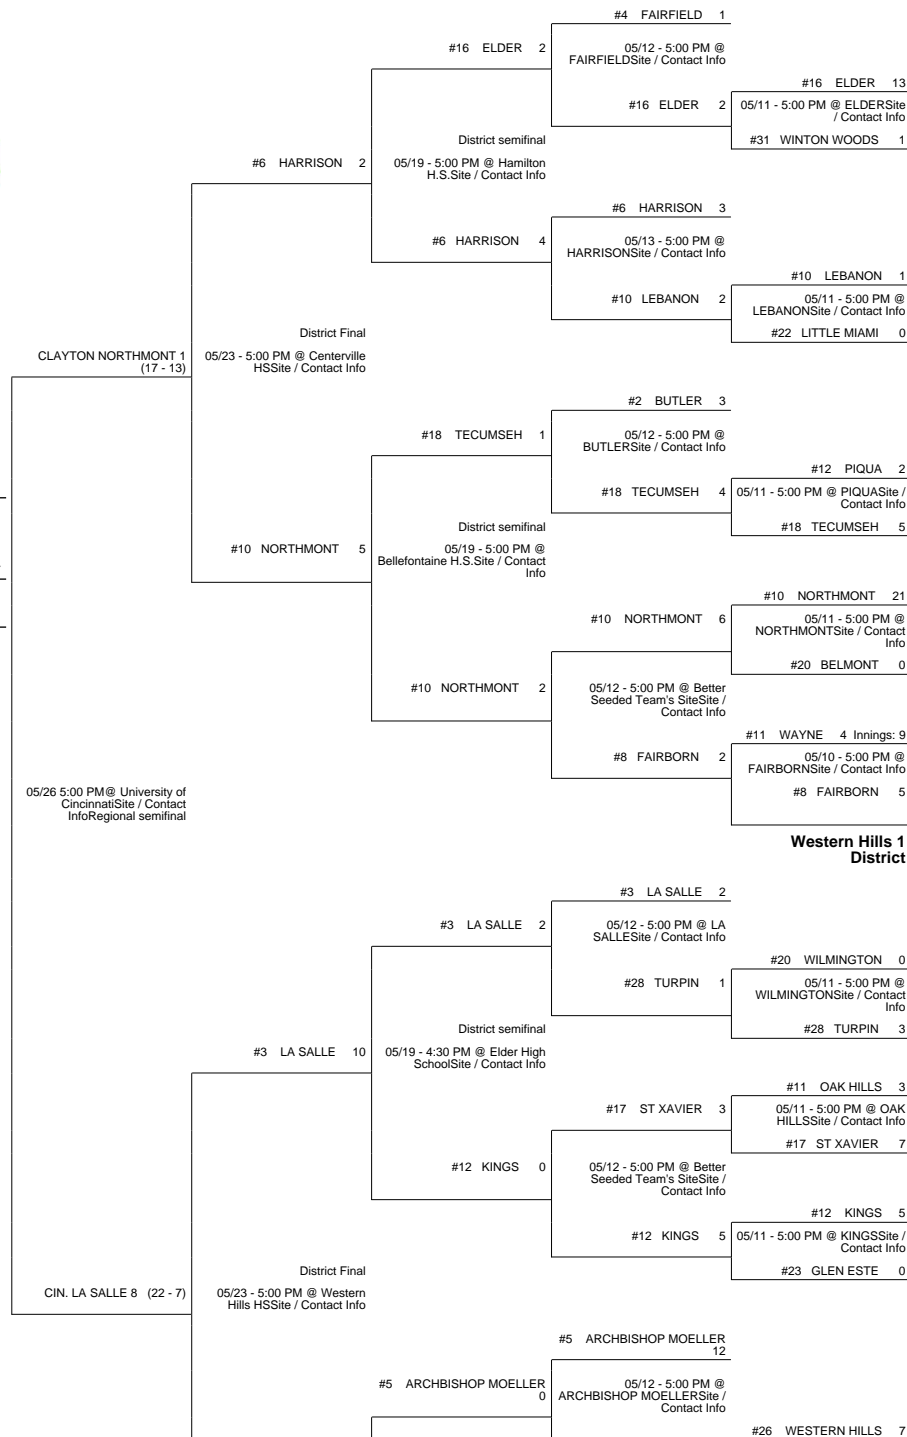 #4 FAIRFIELD 1
#16 ELDER 2
05/12 - 5:00 PM @
FAIRFIELDSite / Contact Info
#16 ELDER 13
#16 ELDER 2
05/11 - 5:00 PM @ ELDERSite
/ Contact Info
#31 WINTON WOODS 1
District semifinal
#6 HARRISON 2
05/19 - 5:00 PM @ Hamilton
H.S.Site / Contact Info
#6 HARRISON 3
#6 HARRISON 4
05/13 - 5:00 PM @
HARRISONSite / Contact Info
#10 LEBANON 1
#10 LEBANON 2
05/11 - 5:00 PM @
LEBANONSite / Contact Info
#22 LITTLE MIAMI 0
District Final
CLAYTON NORTHMONT 1
(17 - 13)
05/23 - 5:00 PM @ Centerville
HSSite / Contact Info
#2 BUTLER 3
#18 TECUMSEH 1
05/12 - 5:00 PM @
BUTLERSite / Contact Info
#12 PIQUA 2
#18 TECUMSEH 4
05/11 - 5:00 PM @ PIQUASite /
Contact Info
#18 TECUMSEH 5
District semifinal
#10 NORTHMONT 5
05/19 - 5:00 PM @
Bellefontaine H.S.Site / Contact
Info
#10 NORTHMONT 21
#10 NORTHMONT 6
05/11 - 5:00 PM @
NORTHMONTSite / Contact
Info
#20 BELMONT 0
#10 NORTHMONT 2
05/12 - 5:00 PM @ Better
Seeded Team's SiteSite /
Contact Info
#11 WAYNE 4 Innings: 9
#8 FAIRBORN 2
05/10 - 5:00 PM @
FAIRBORNSite / Contact Info
#8 FAIRBORN 5
05/26 5:00 PM@ University of
CincinnatiSite / Contact
InfoRegional semifinal
Western Hills 1
District
#3 LA SALLE 2
#3 LA SALLE 2
05/12 - 5:00 PM @ LA
SALLESite / Contact Info
#20 WILMINGTON 0
#28 TURPIN 1
05/11 - 5:00 PM @
WILMINGTONSite / Contact
Info
#28 TURPIN 3
District semifinal
#3 LA SALLE 10
05/19 - 4:30 PM @ Elder High
SchoolSite / Contact Info
#11 OAK HILLS 3
#17 ST XAVIER 3
05/11 - 5:00 PM @ OAK
HILLSSite / Contact Info
#17 ST XAVIER 7
#12 KINGS 0
05/12 - 5:00 PM @ Better
Seeded Team's SiteSite /
Contact Info
#12 KINGS 5
#12 KINGS 5
05/11 - 5:00 PM @ KINGSSite /
Contact Info
#23 GLEN ESTE 0
District Final
CIN. LA SALLE 8 (22 - 7)
05/23 - 5:00 PM @ Western
Hills HSSite / Contact Info
#5 ARCHBISHOP MOELLER
12
#5 ARCHBISHOP MOELLER
0
05/12 - 5:00 PM @
ARCHBISHOP MOELLERSite /
Contact Info
#26 WESTERN HILLS 7